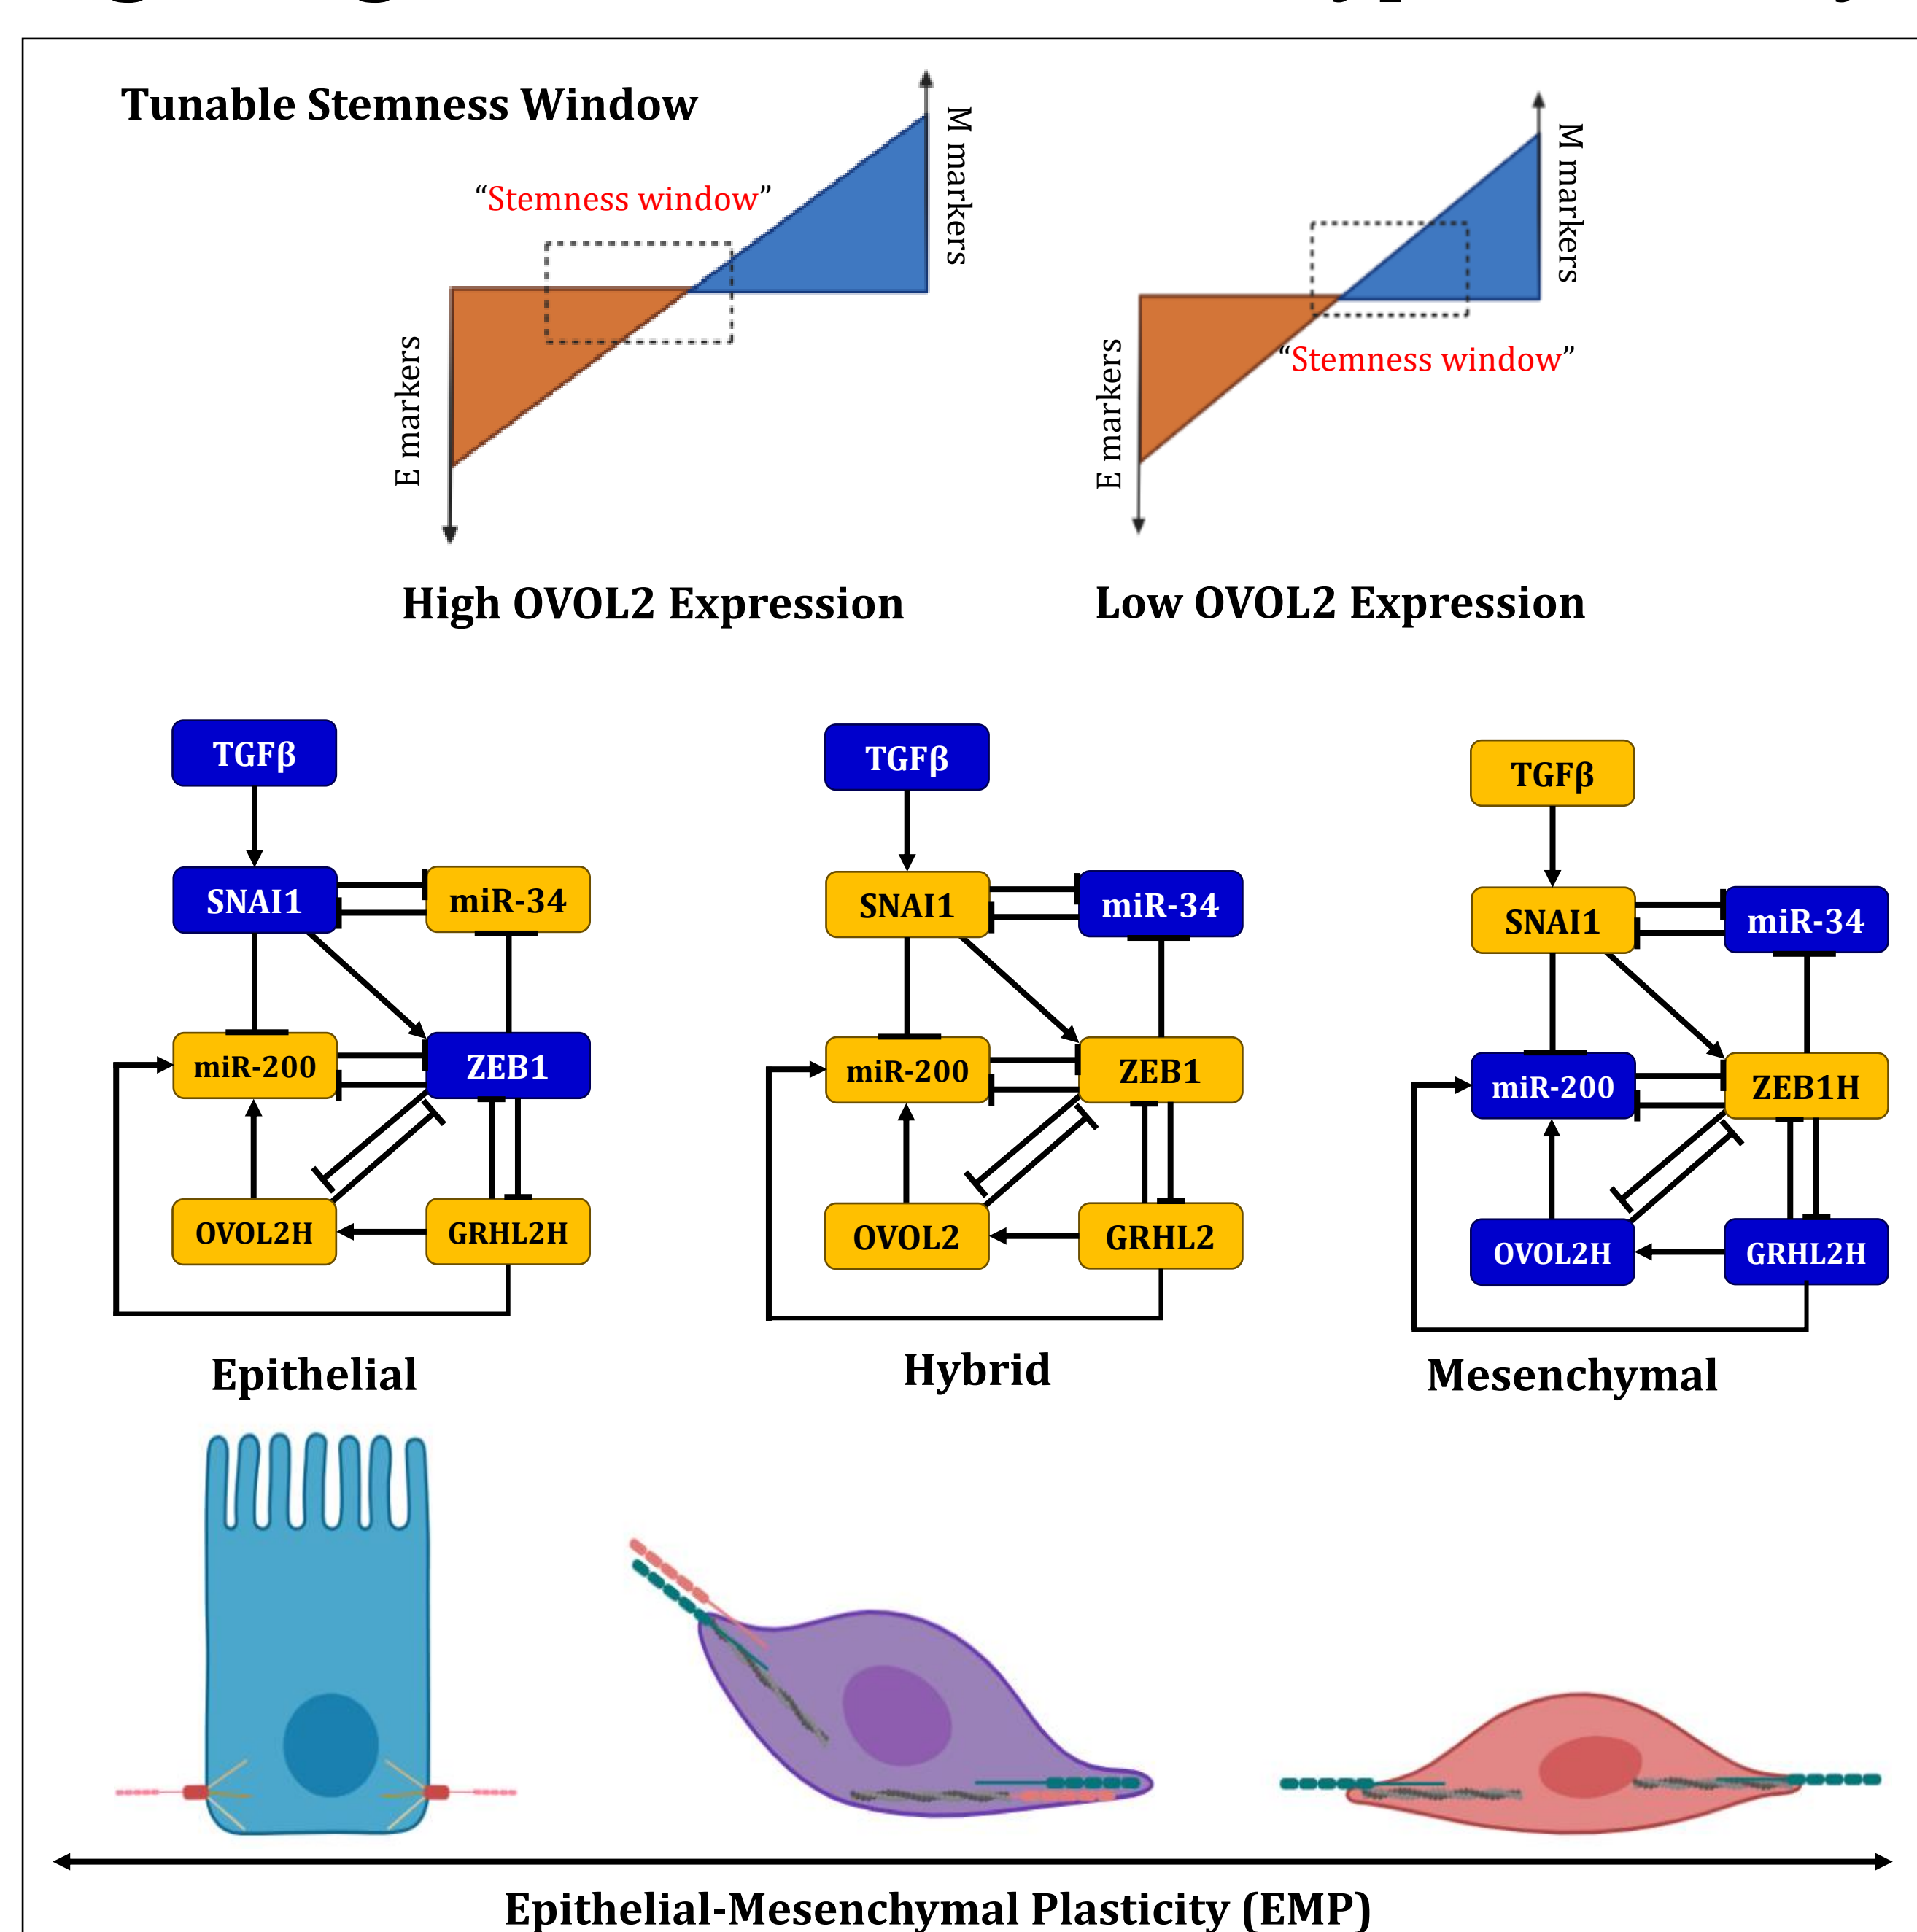 Tunable Stemness Window
“Stemness window”
M markers
E markers
High OVOL2 Expression
M markers
“Stemness window”
E markers
Low OVOL2 Expression
TGFβ
SNAI1
miR-34
miR-200
ZEB1
OVOL2H
GRHL2H
Epithelial
TGFβ
SNAI1
miR-34
miR-200
ZEB1
OVOL2
GRHL2
Hybrid
TGFβ
SNAI1
miR-34
miR-200
ZEB1H
OVOL2H
GRHL2H
Mesenchymal
Epithelial-Mesenchymal Plasticity (EMP)